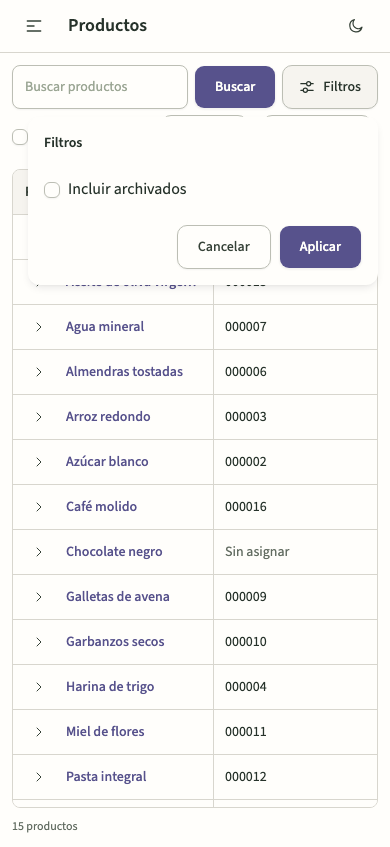 Productos
Buscar productos
Buscar
Filtros
Filtros
Incluir archivados
Cancelar
Aplicar
Agua mineral 000007
Almendras tostadas 000006
Arroz redondo 000003
Azúcar blanco 000002
Café molido 000016
Chocolate negro Sin asignar
Galletas de avena 000009
Garbanzos secos 000010
Harina de trigo 000004
Miel de flores 000011
Pasta integral 000012
15 productos